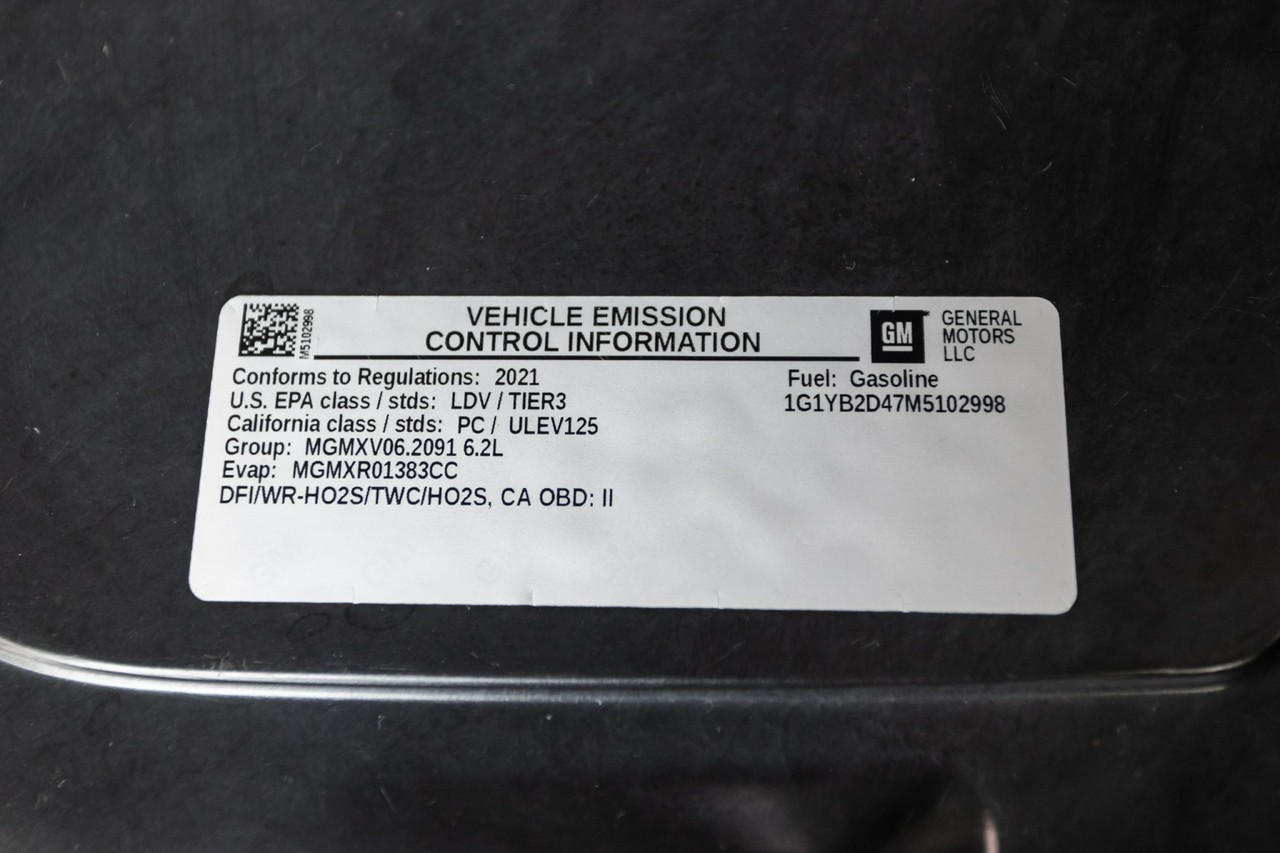 M5102998
VEHICLE EMISSION
CONTROL INFORMATION
GM
GENERAL
MOTORS
LLC
Conforms to Regulations: 2021
U.S. EPA class / stds: LDV / TIER3
California class / stds: PC / ULEV125
Group: MGMXV06.2091 6.2L
Evap: MGMXR01383CC
DFI/WR-HO2S/TWC/HO2S, CA OBD: II
Fuel: Gasoline
1G1YB2D47M5102998